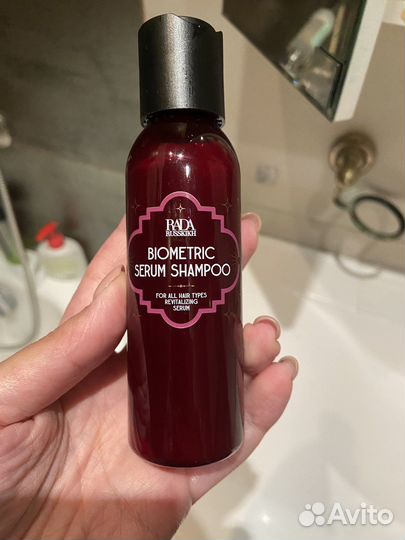 RADA
RUSSKIKH
BIOMETRIC
SERUM SHAMPOO
FOR ALL HAIR TYPES
REVITALIZING
SERUM
Avito